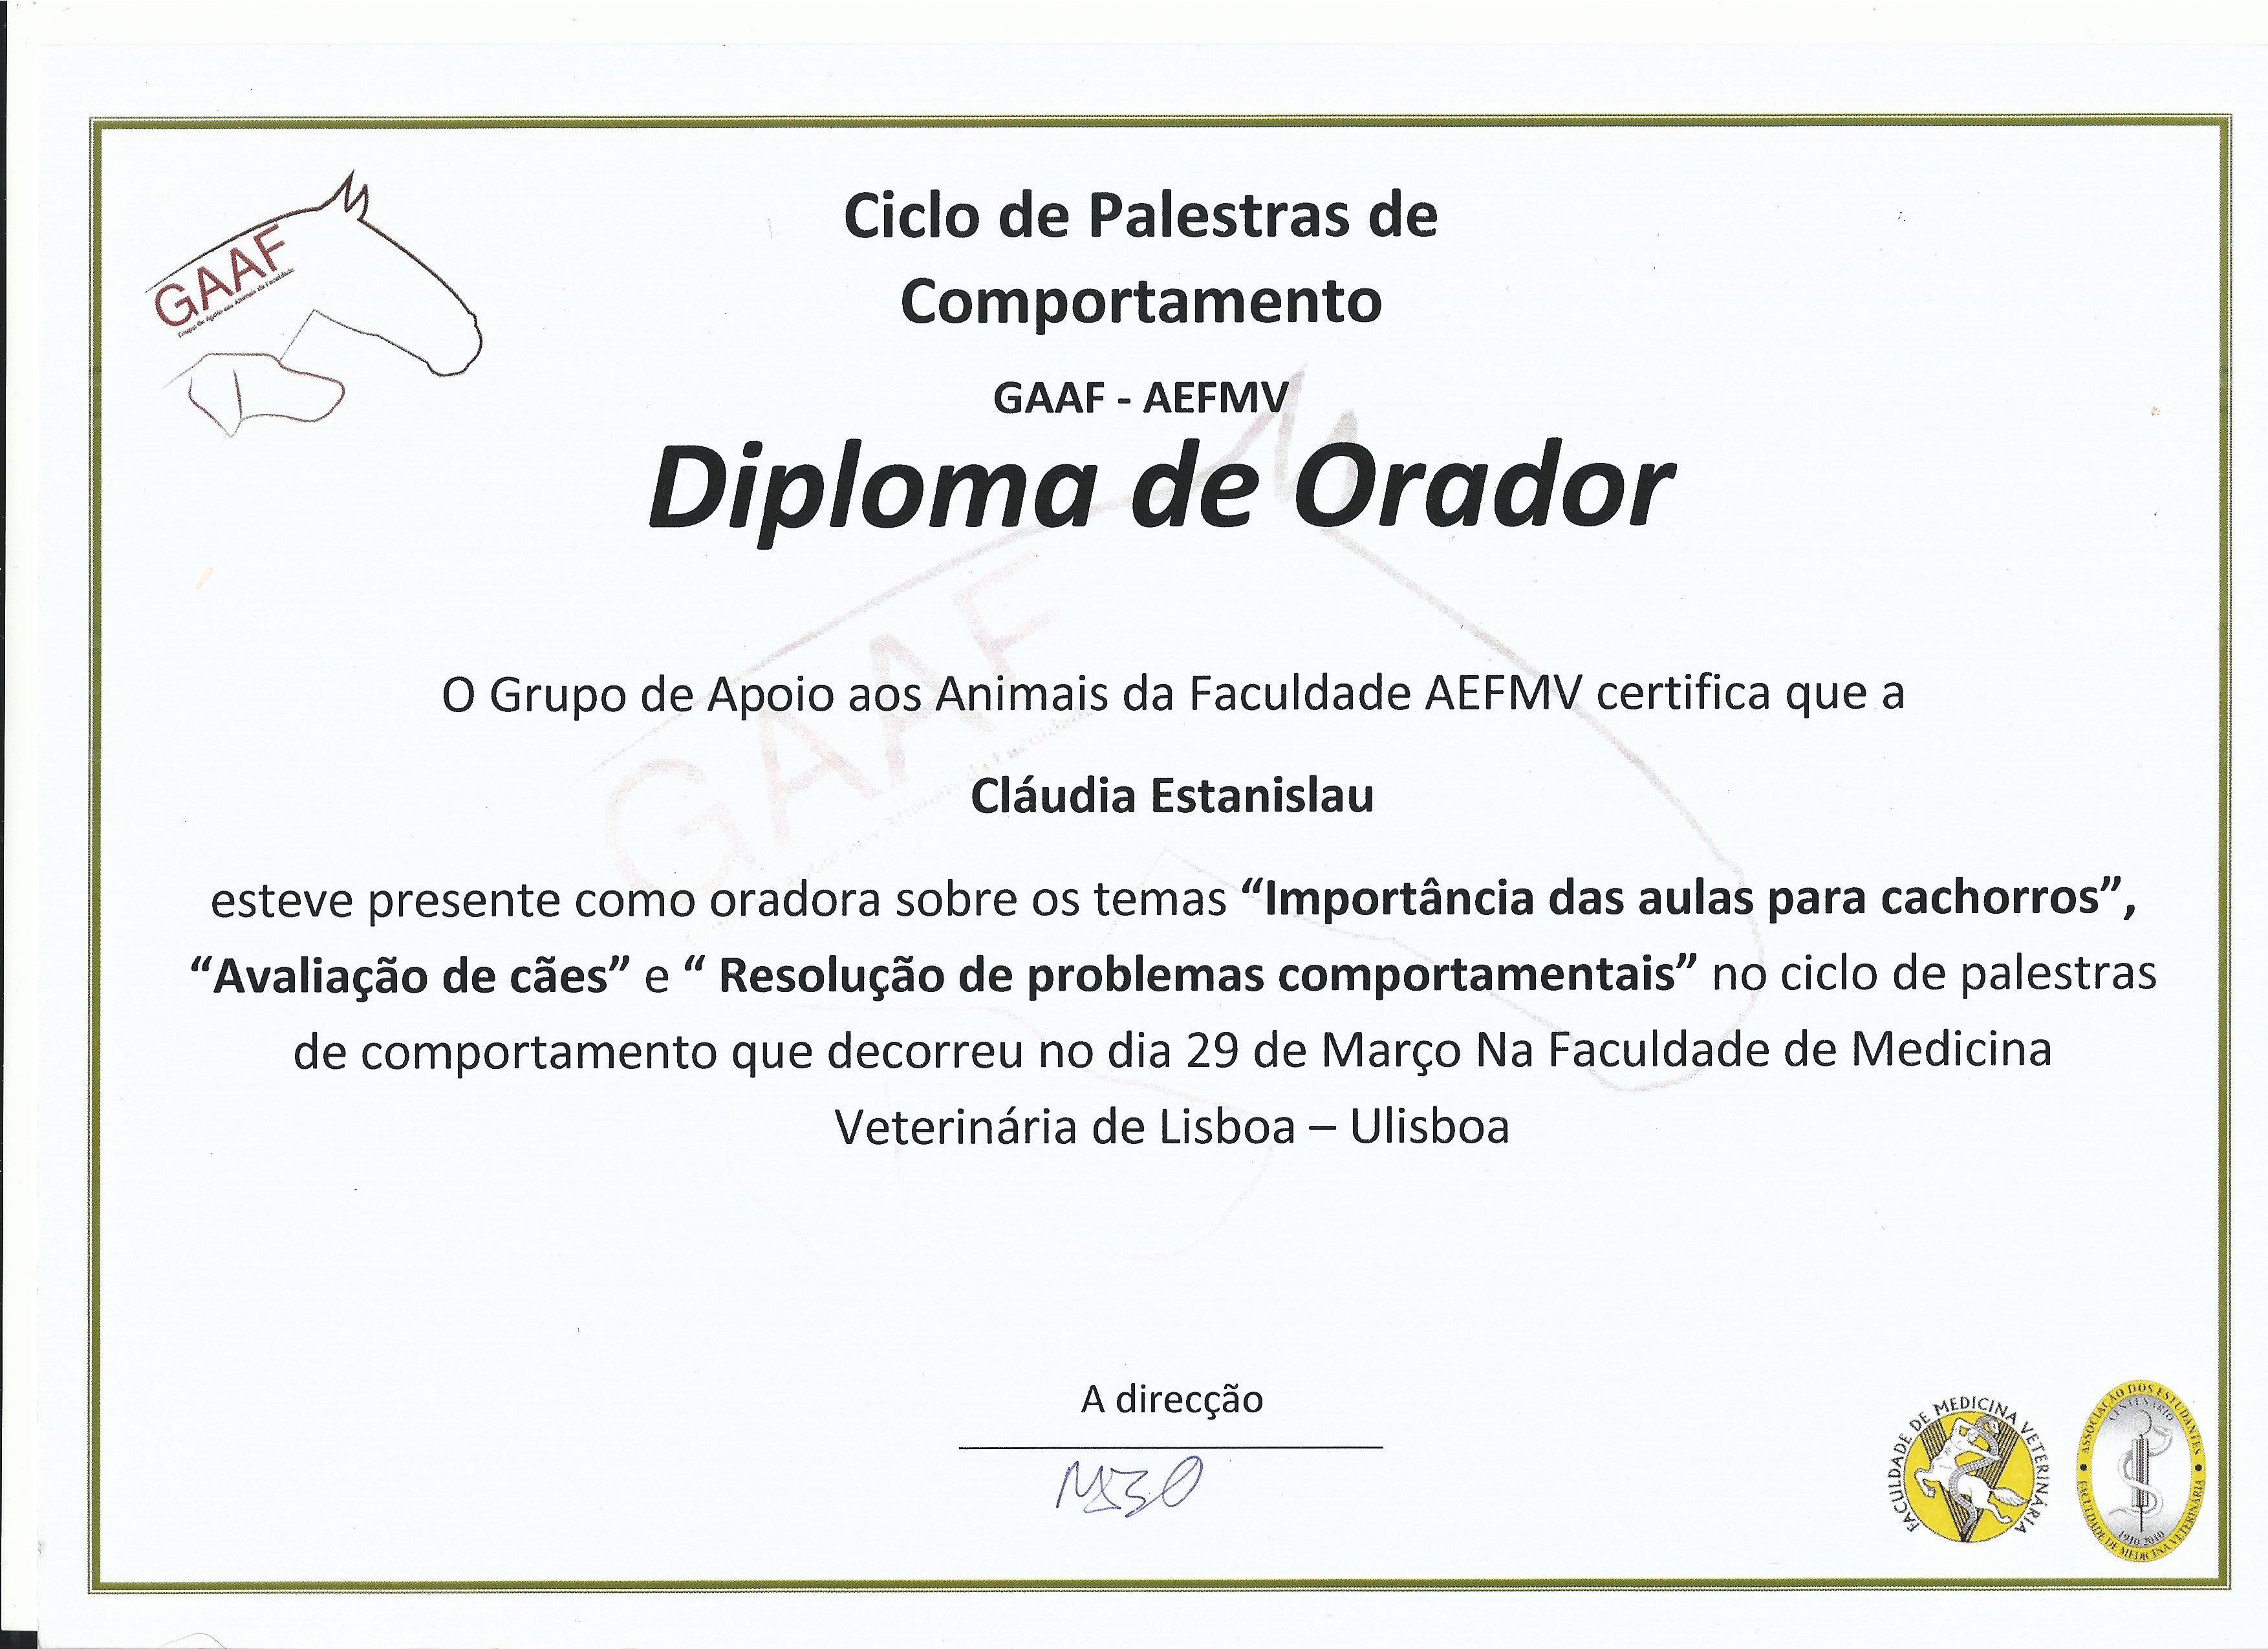 GAAF
Grupo de Apoio aos Animais da Faculdade
Ciclo de Palestras de
Comportamento
GAAF - AEFMV
Diploma de Orador
O Grupo de Apoio aos Animais da Faculdade AEFMV certifica que a
Cláudia Estanislau
esteve presente como oradora sobre os temas “Importância das aulas para cachorros”,
“Avaliação de cães” e “ Resolução de problemas comportamentais” no ciclo de palestras
de comportamento que decorreu no dia 29 de Março Na Faculdade de Medicina
Veterinária de Lisboa – Ulisboa
GAAF
A direcção
FACULDADE DE MEDICINA VETERINÁRIA
ASSOCIAÇÃO DOS ESTUDANTES
CENTENÁRIO
1910 2010
FACULDADE DE MEDICINA VETERINÁRIA